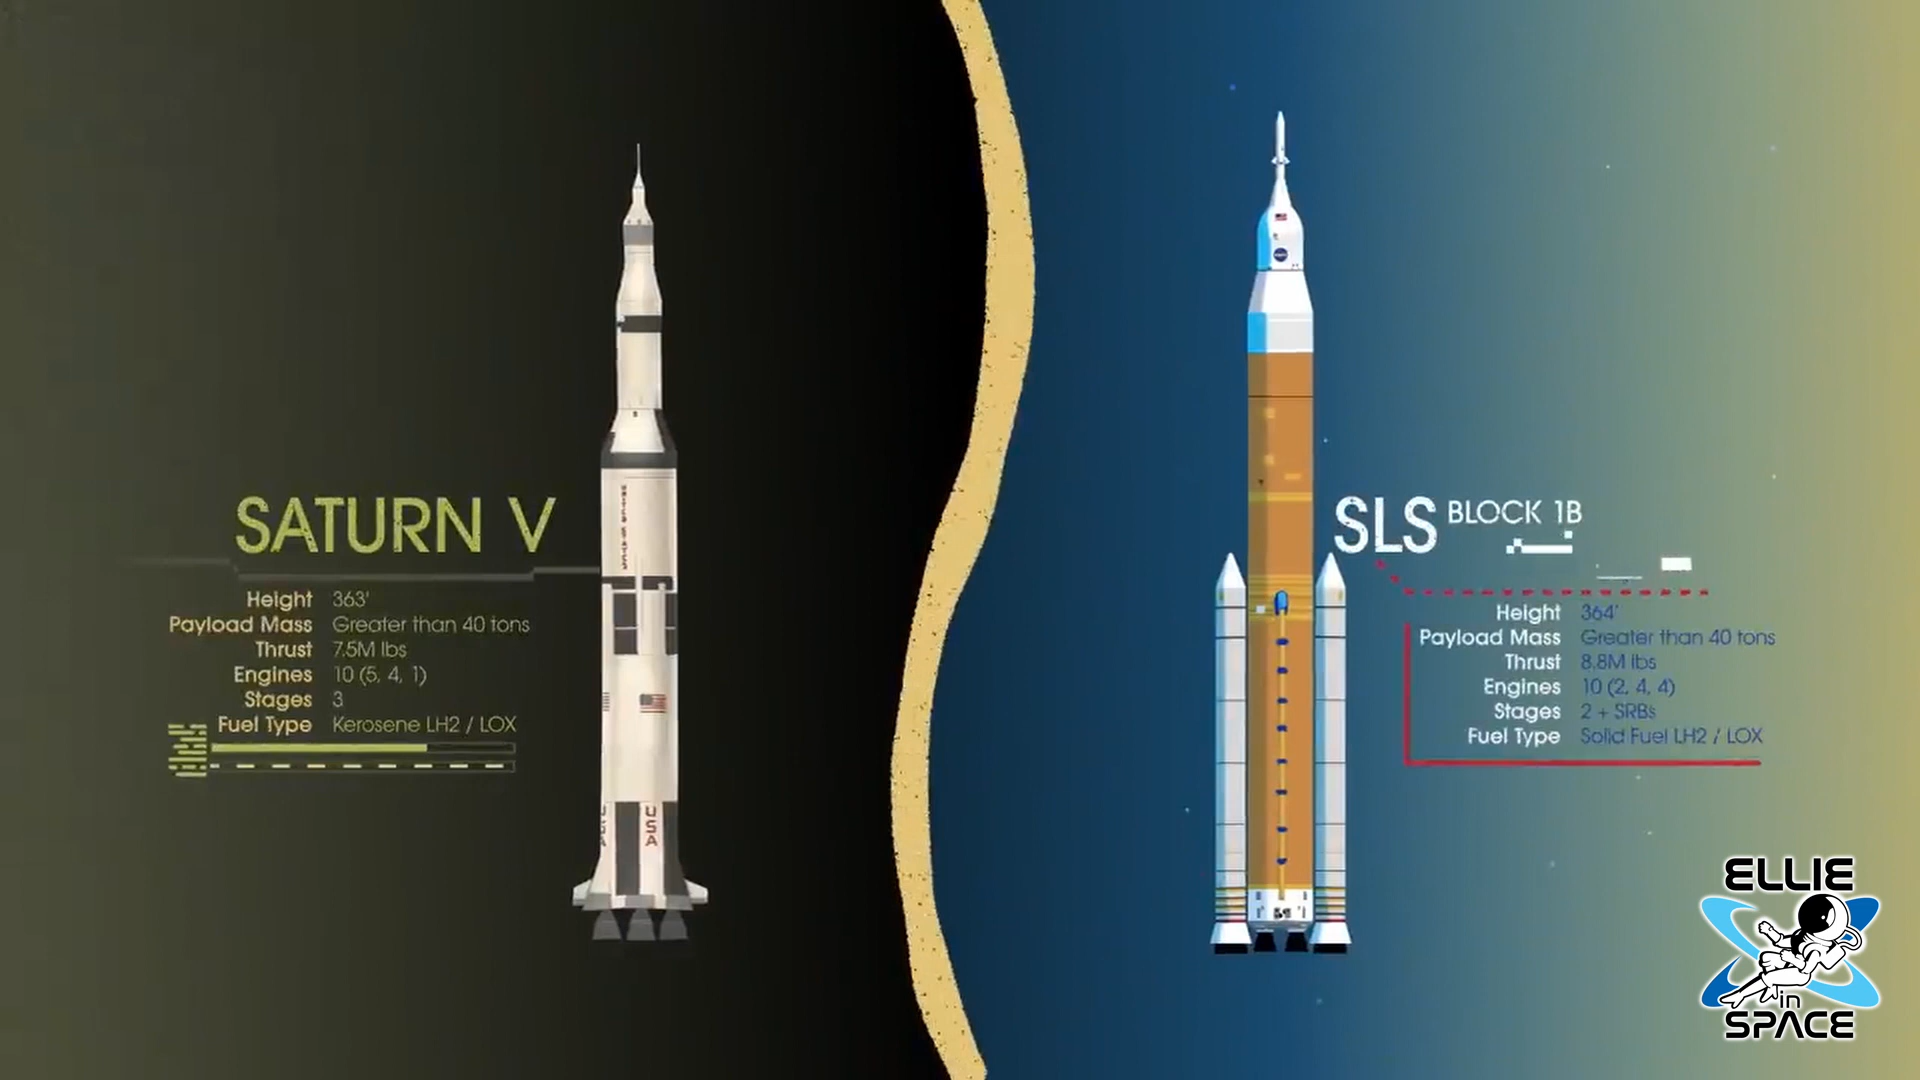 SATURN V
Height 363'
Payload Mass Greater than 40 tons
Thrust 7.5M lbs
Engines 10 (5, 4, 1)
Stages 3
Fuel Type Kerosene LH2 / LOX
UNITED STATES
USA
SLS BLOCK 1B
Height 364'
Payload Mass Greater than 40 tons
Thrust 8.8M lbs
Engines 10 (2, 4, 4)
Stages 2 + SRBs
Fuel Type Solid Fuel LH2 / LOX
ELLIE
in
SPACE